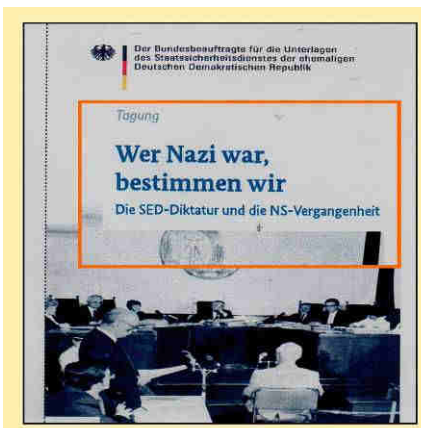 Der Bundesbeauftragte für die Unterlagen
des Staatssicherheitsdienstes der ehemaligen
Deutschen Demokratischen Republik
Tagung
Wer Nazi war,
bestimmen wir
Die SED-Diktatur und die NS-Vergangenheit